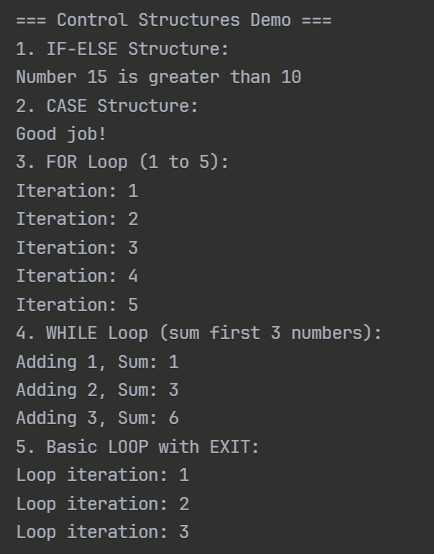 === Control Structures Demo ===
1. IF-ELSE Structure:
Number 15 is greater than 10
2. CASE Structure:
Good job!
3. FOR Loop (1 to 5):
Iteration: 1
Iteration: 2
Iteration: 3
Iteration: 4
Iteration: 5
4. WHILE Loop (sum first 3 numbers):
Adding 1, Sum: 1
Adding 2, Sum: 3
Adding 3, Sum: 6
5. Basic LOOP with EXIT:
Loop iteration: 1
Loop iteration: 2
Loop iteration: 3